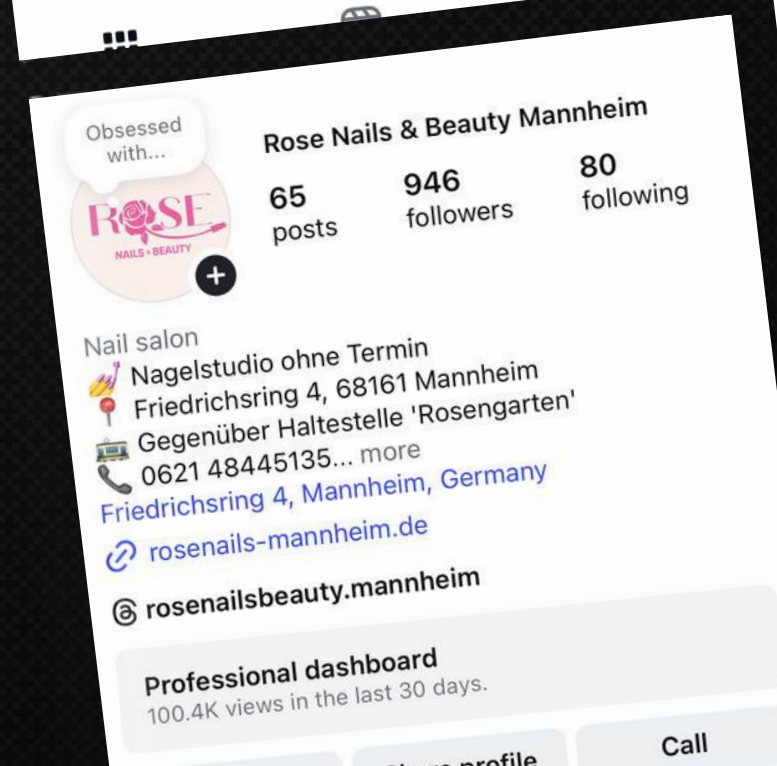 Obsessed
with...
Rose Nails & Beauty Mannheim
65
posts
946
followers
80
following
ROSE
NAILS • BEAUTY
Nail salon
💅 Nagelstudio ohne Termin
📍 Friedrichsring 4, 68161 Mannheim
🚋 Gegenüber Haltestelle 'Rosengarten'
📞 0621 48445135... more
Friedrichsring 4, Mannheim, Germany
rosenails-mannheim.de
rosenailsbeauty.mannheim
Professional dashboard
100.4K views in the last 30 days.
profile
Call